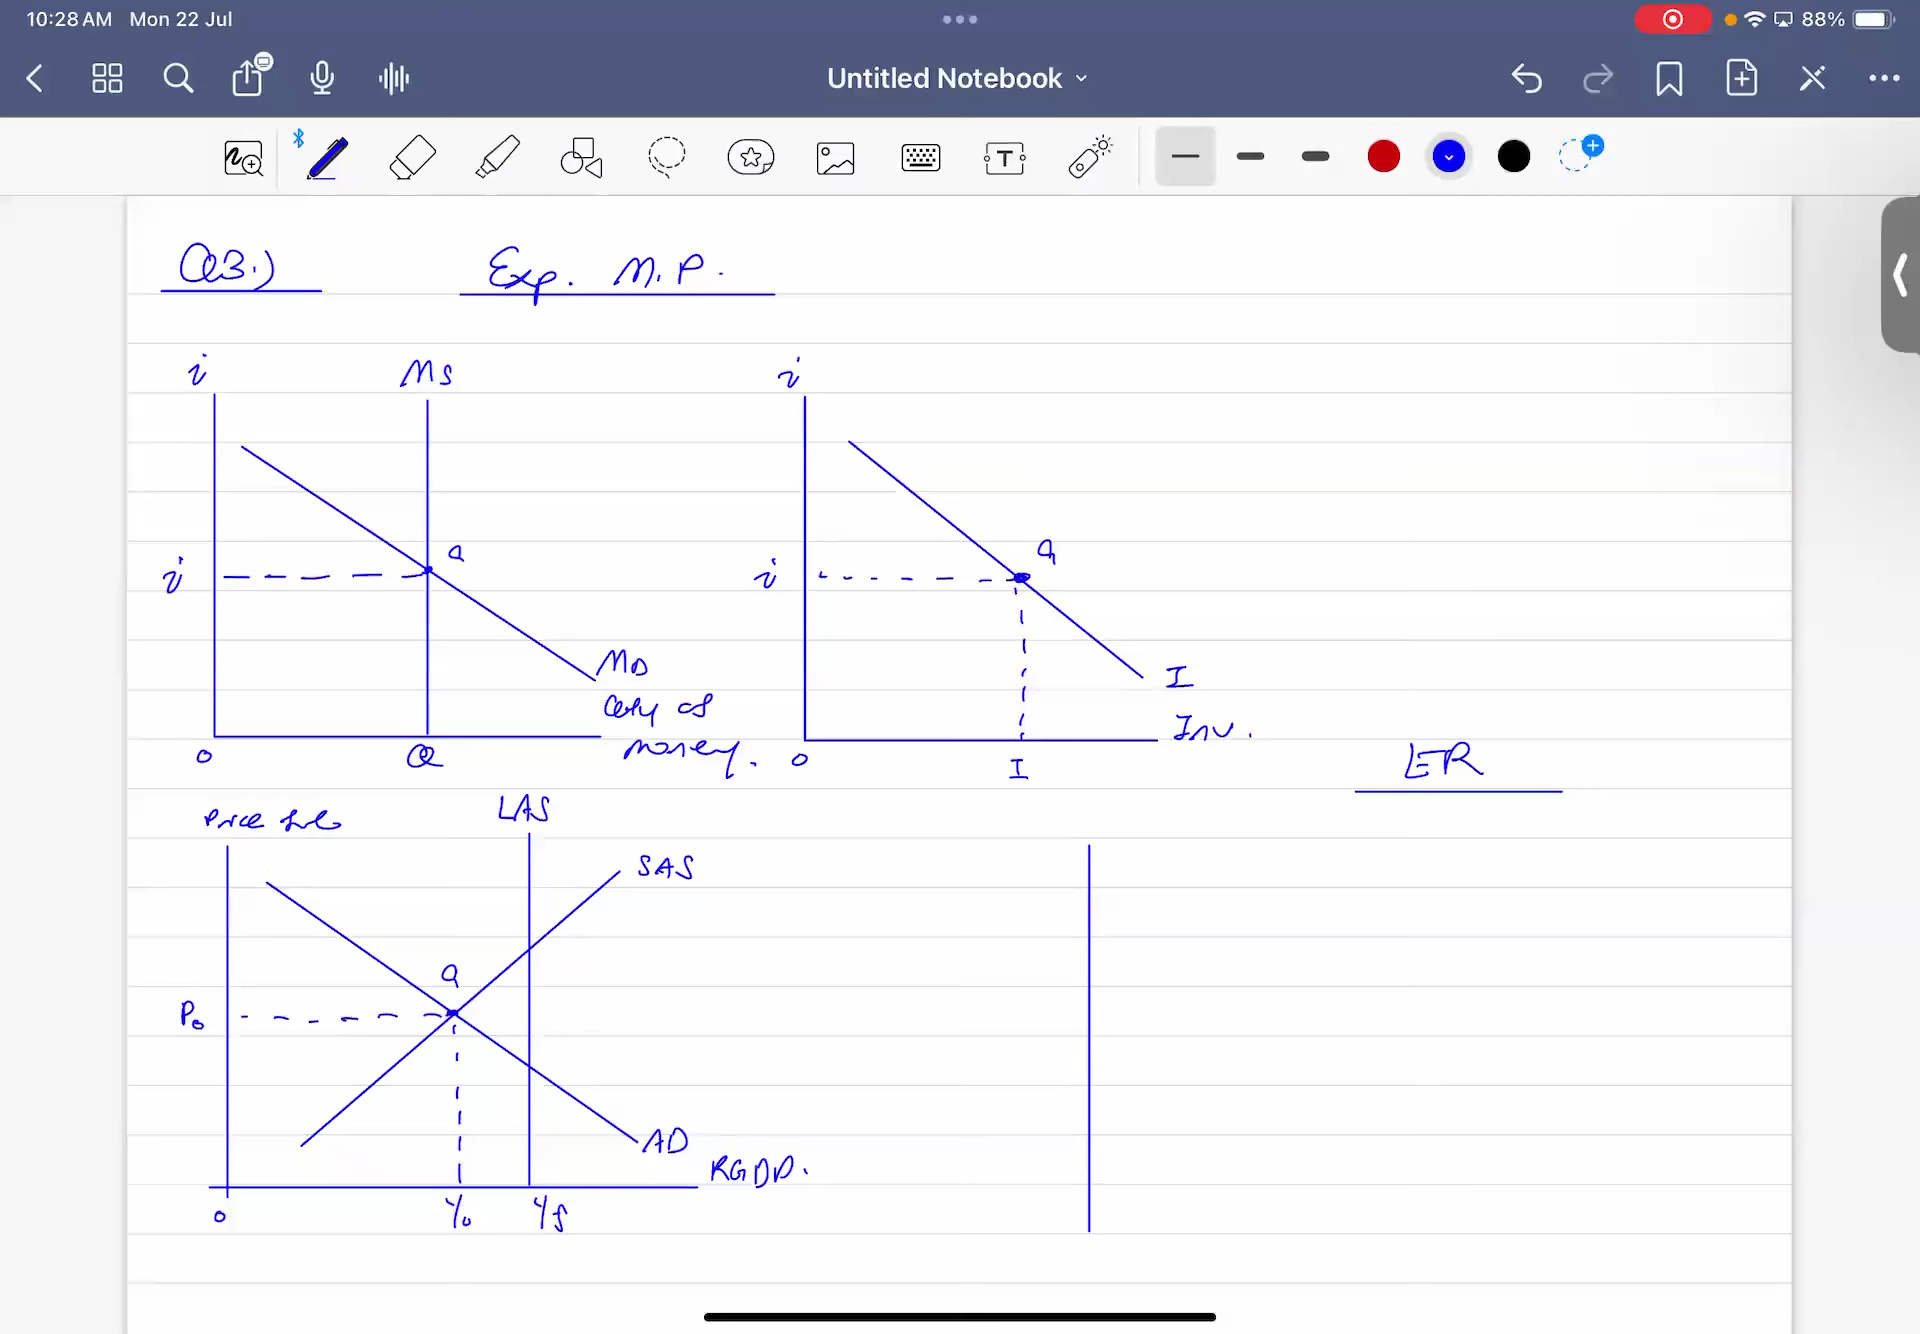 10:28 AM Mon 22 Jul
88%
Untitled Notebook
T
Q3.) Exp. M.P.
i Ms i
i a i a
MD
Qty of
money.
I
Inv.
0 Q 0 I
ER
Price LAS
SAS
a
P₀
AD
RGDP.
0 Y₀ Yf